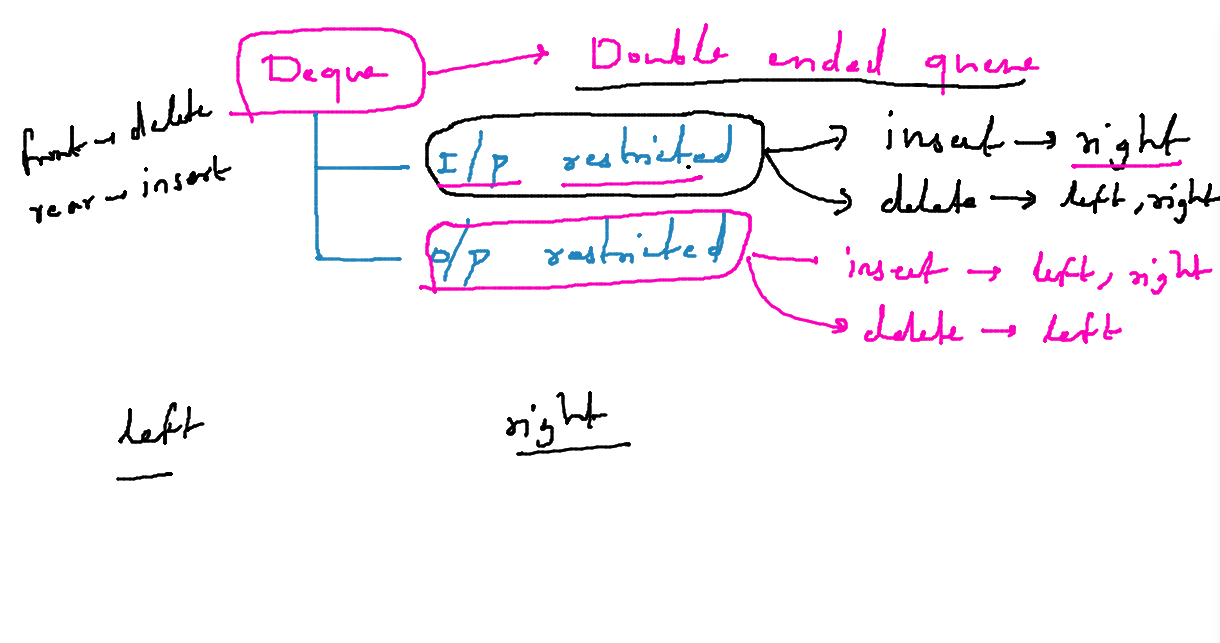 Deque → Double ended queue
front → delete
rear → insert
I/p restricted
insert → right
delete → left, right
O/p restricted
insert → left, right
delete → left
left
right